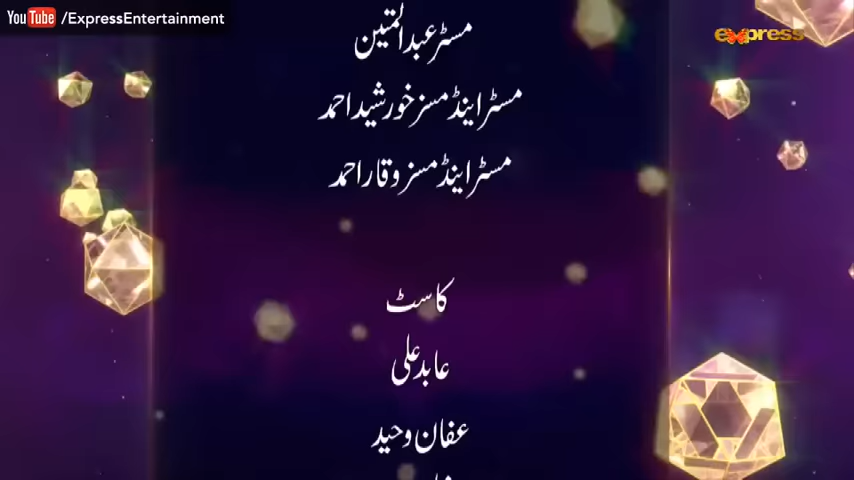 YouTube /ExpressEntertainment
express
مسٹر عبدالمتین
مسٹر اینڈ مسز خورشید احمد
مسٹر اینڈ مسز وقار احمد
کاسٹ
عابد علی
عفان وحید